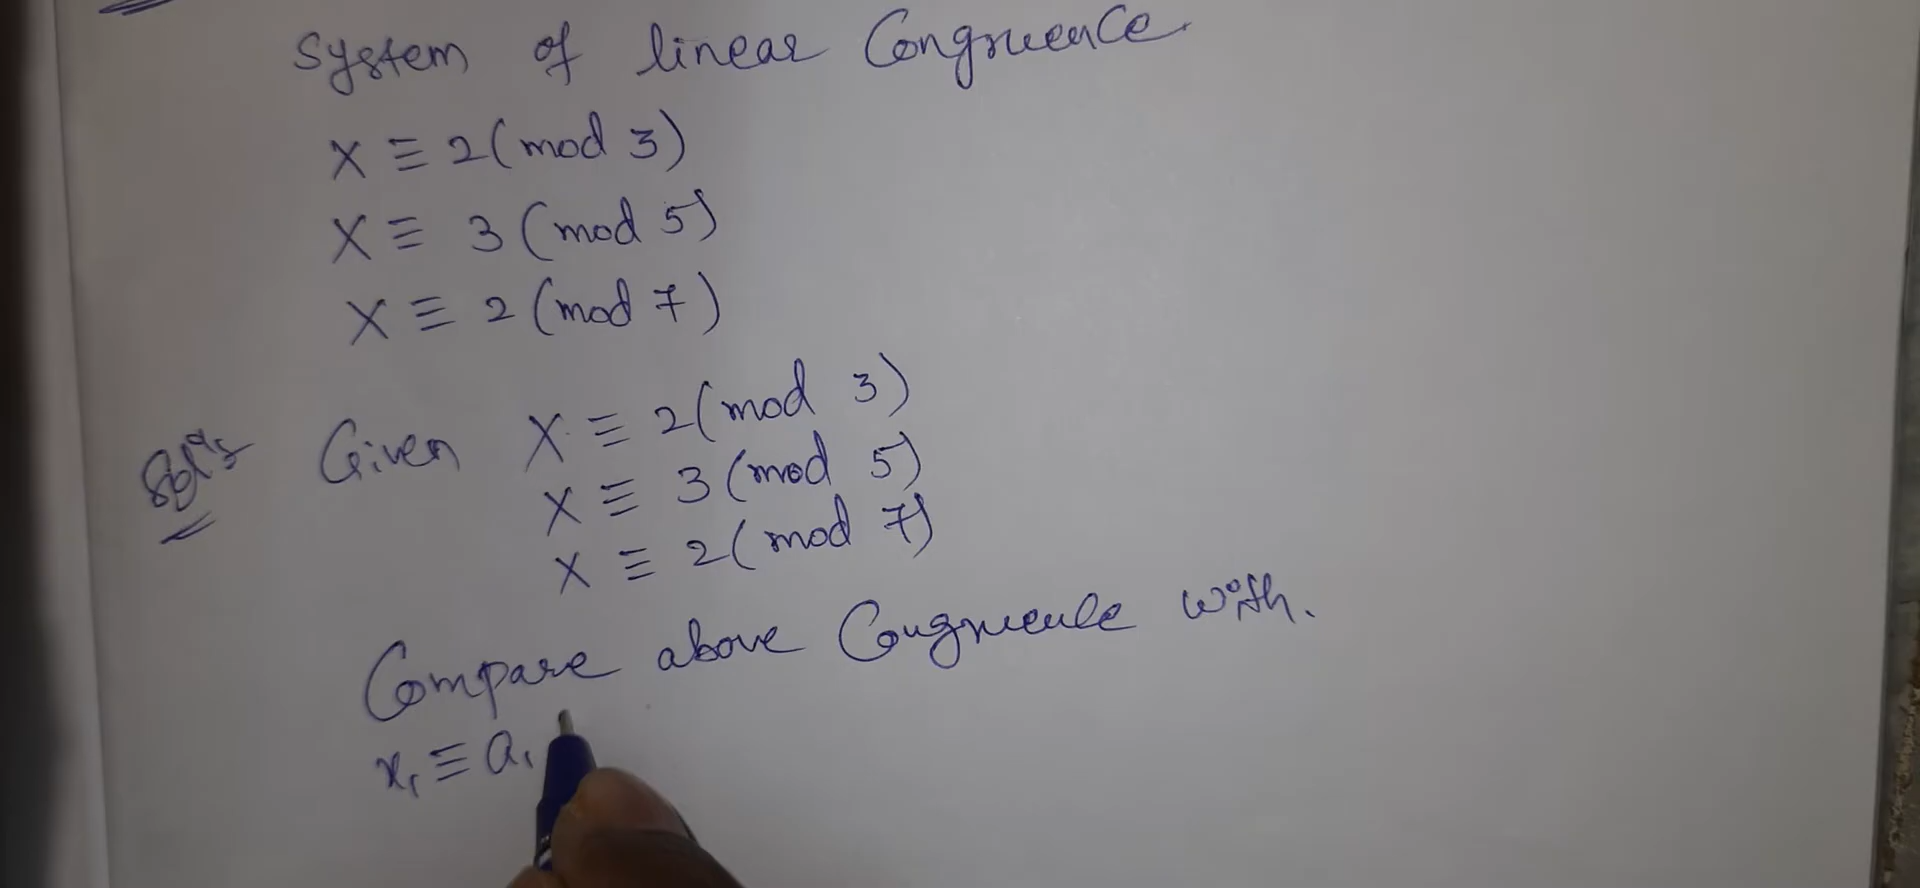 System of linear Congruence.
X ≡ 2 (mod 3)
X ≡ 3 (mod 5)
X ≡ 2 (mod 7)
Solⁿ: Given X ≡ 2 (mod 3)
X ≡ 3 (mod 5)
X ≡ 2 (mod 7)
Compare above Congruence with.
x₁ ≡ a₁